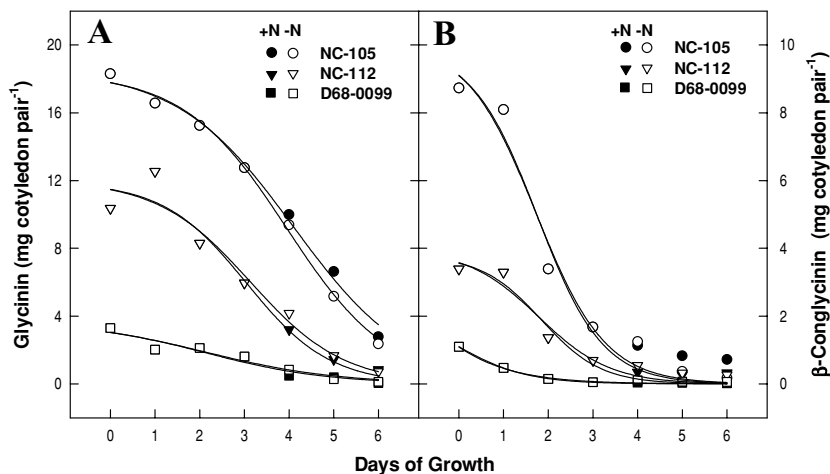 A
B
+N -N
NC-105
NC-112
D68-0099
+N -N
NC-105
NC-112
D68-0099
Glycinin (mg cotyledon pair⁻¹)
20
16
12
8
4
0
0 1 2 3 4 5 6
0 1 2 3 4 5 6
10
8
6
4
2
0
β-Conglycinin (mg cotyledon pair⁻¹)
Days of Growth